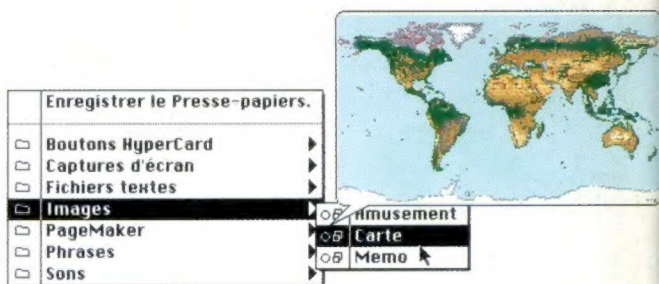 Enregistrer le Presse-papiers.
Boutons HyperCard
Captures d'écran
Fichiers textes
Images
PageMaker
Phrases
Sons
Amusement
Carte
Memo